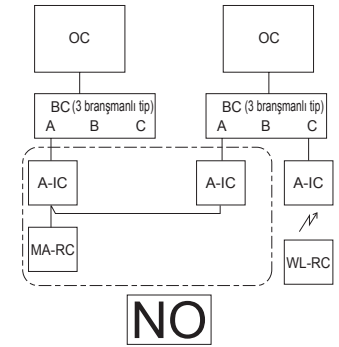 OC OC
BC (3 branşmanlı tip) BC (3 branşmanlı tip)
A B C A B C
A-IC A-IC A-IC
MA-RC WL-RC
NO